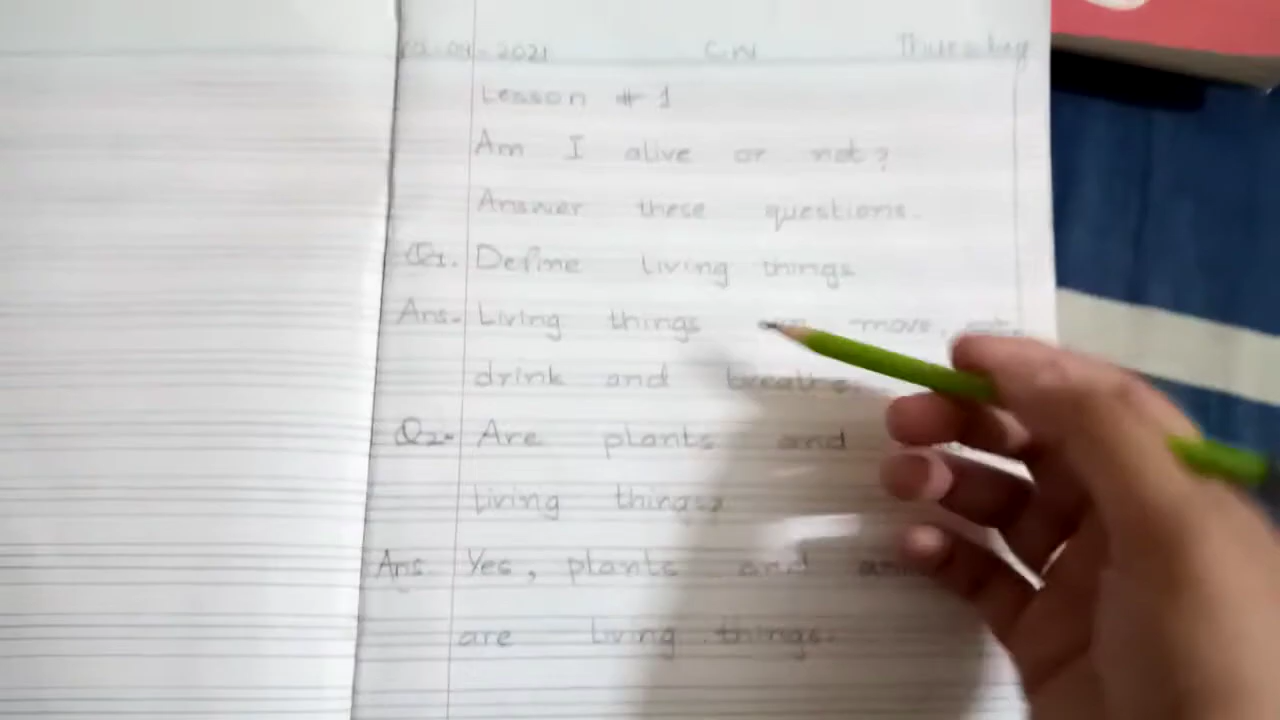 2021 C.W Thursday
Lesson # 1
Am I alive or not?
Answer these questions.
Q1. Define living things
Ans- Living things move,
drink and breathe.
Q2- Are plants and
living things?
Ans. Yes, plants and
are living things.